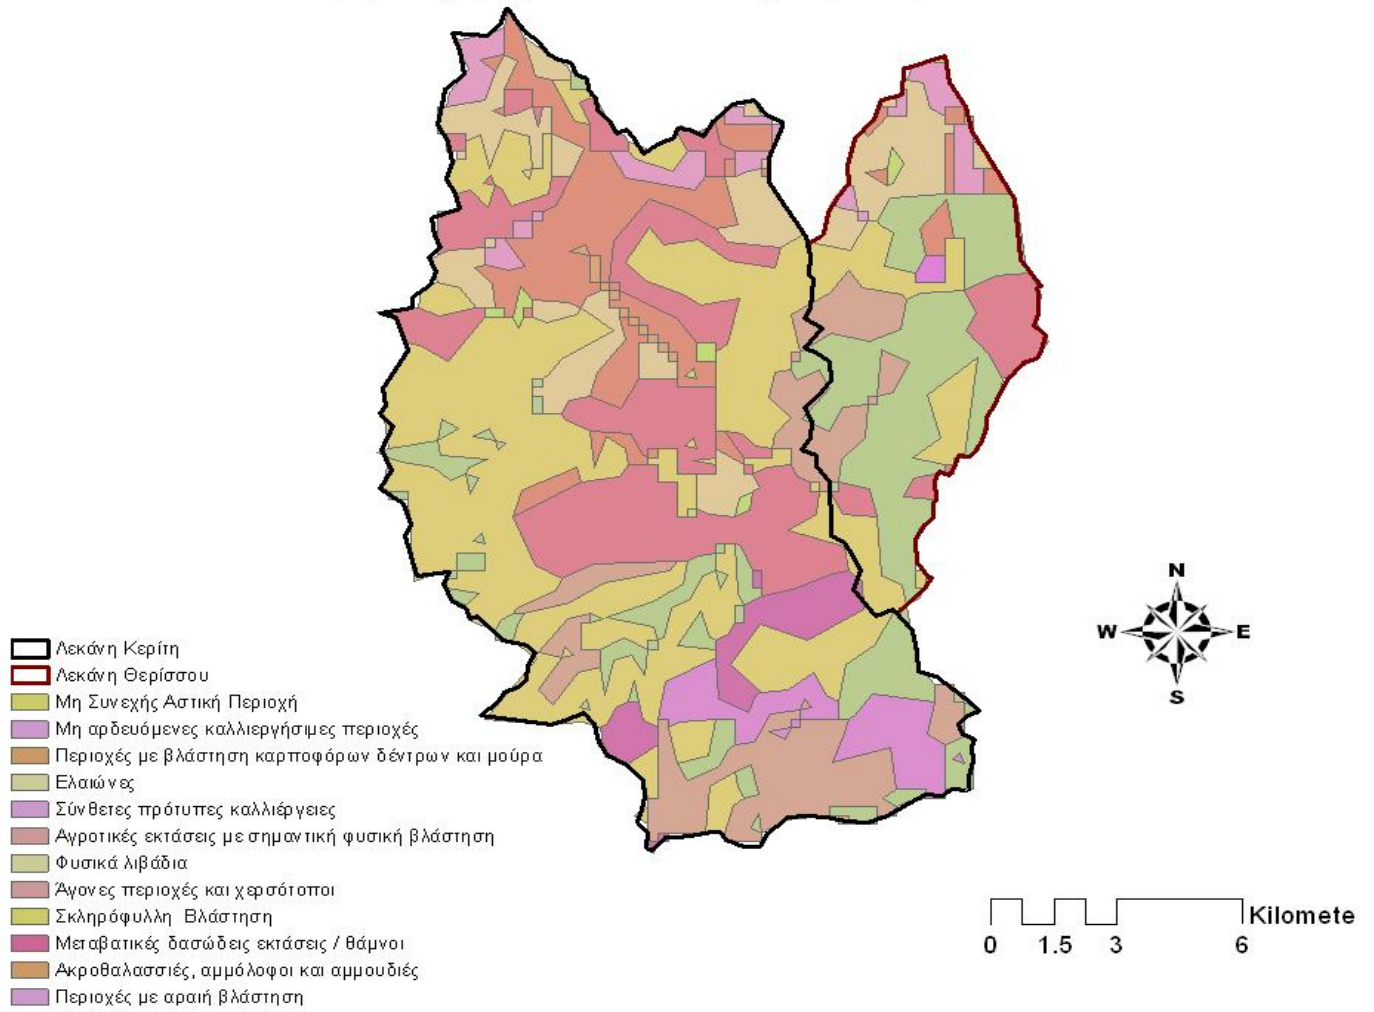 N
W E
S
Λεκάνη Κερίτη
Λεκάνη Θερίσσου
Μη Συνεχής Αστική Περιοχή
Μη αρδευόμενες καλλιεργήσιμες περιοχές
Περιοχές με βλάστηση καρποφόρων δέντρων και μούρα
Ελαιώνες
Σύνθετες πρότυπες καλλιέργειες
Αγροτικές εκτάσεις με σημαντική φυσική βλάστηση
Φυσικά λιβάδια
Άγονες περιοχές και χερσότοποι
Σκληρόφυλλη Βλάστηση
Μεταβατικές δασώδεις εκτάσεις / θάμνοι
Ακροθαλασσιές, αμμόλοφοι και αμμουδιές
Περιοχές με αραιή βλάστηση
Kilomete
0 1.5 3 6